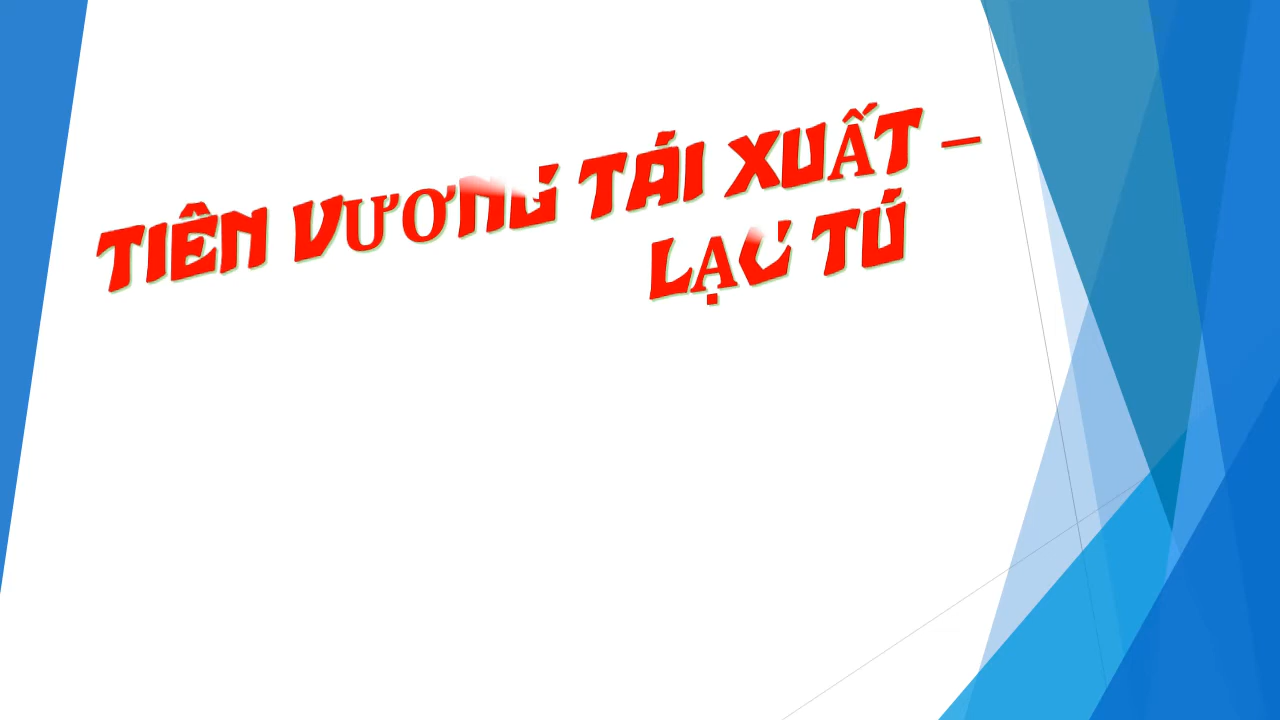 TIÊN VƯƠNG TÁI XUẤT –
LẠC TÚ